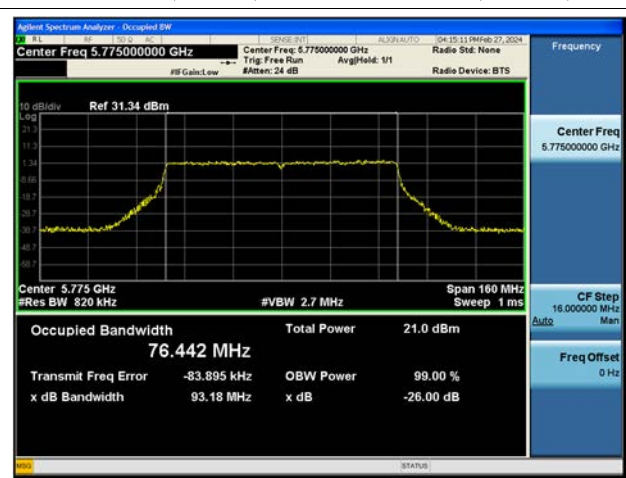 Agilent Spectrum Analyzer - Occupied BW
RL RF 50 Ω AC SENSE:INT ALIGN AUTO 04:15:11 PM Feb 27, 2024
Center Freq 5.775000000 GHz
Center Freq: 5.775000000 GHz
Radio Std: None
Trig: Free Run Avg|Hold: 1/1
#IFGain:Low #Atten: 24 dB Radio Device: BTS
10 dB/div Ref 31.34 dBm
Log
21.3
11.3
1.34
-8.66
-18.7
-28.7
-38.7
-48.7
-58.7
Center 5.775 GHz Span 160 MHz
#Res BW 820 kHz #VBW 2.7 MHz Sweep 1 ms
Occupied Bandwidth Total Power 21.0 dBm
76.442 MHz
Transmit Freq Error -83.895 kHz OBW Power 99.00 %
x dB Bandwidth 93.18 MHz x dB -26.00 dB
MSG STATUS
Frequency
Center Freq
5.775000000 GHz
CF Step
16.000000 MHz
Auto Man
Freq Offset
0 Hz